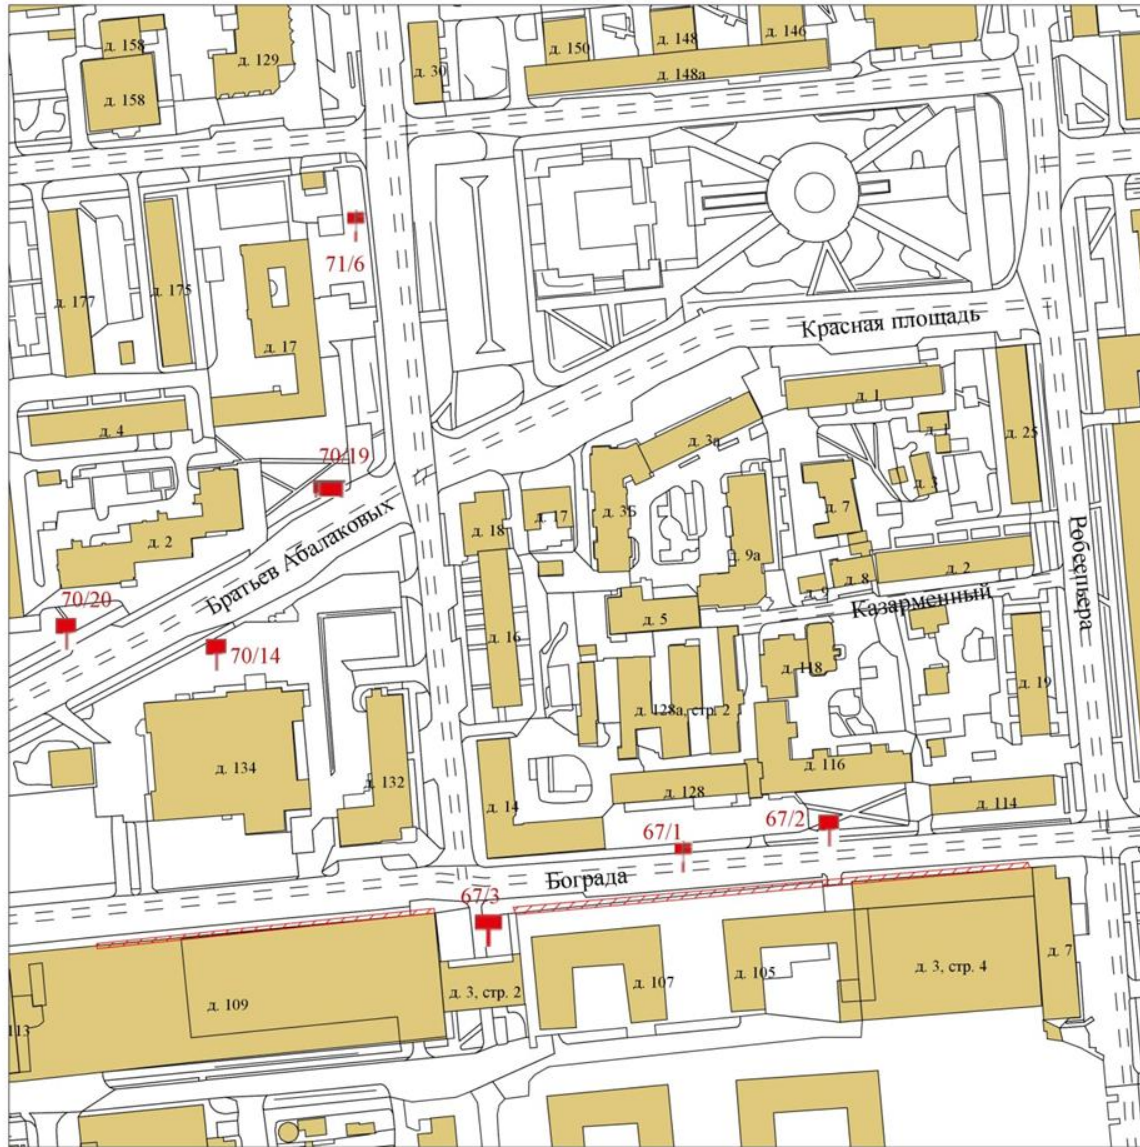 д. 158
д. 129
д. 30
д. 150
д. 148
д. 146
д. 148а
д. 158
71/6
д. 177
д. 175
д. 17
Красная площадь
д. 4
д. 1
д. 1
д. 25
д. 3а
70/19
д. 3
д. 18
д. 17
д. 3Б
д. 7
д. 2
д. 9а
Братьев Абалаковых
Робеспьера
д. 2
д. 8
д. 9
Казарменный
70/20
д. 5
д. 16
70/14
д. 118
д. 19
д. 128а, стр. 2
д. 134
д. 132
д. 116
д. 128
д. 114
д. 14
67/2
67/1
Бограда
67/3
д. 7
д. 3, стр. 4
д. 105
д. 107
д. 3, стр. 2
д. 109
113